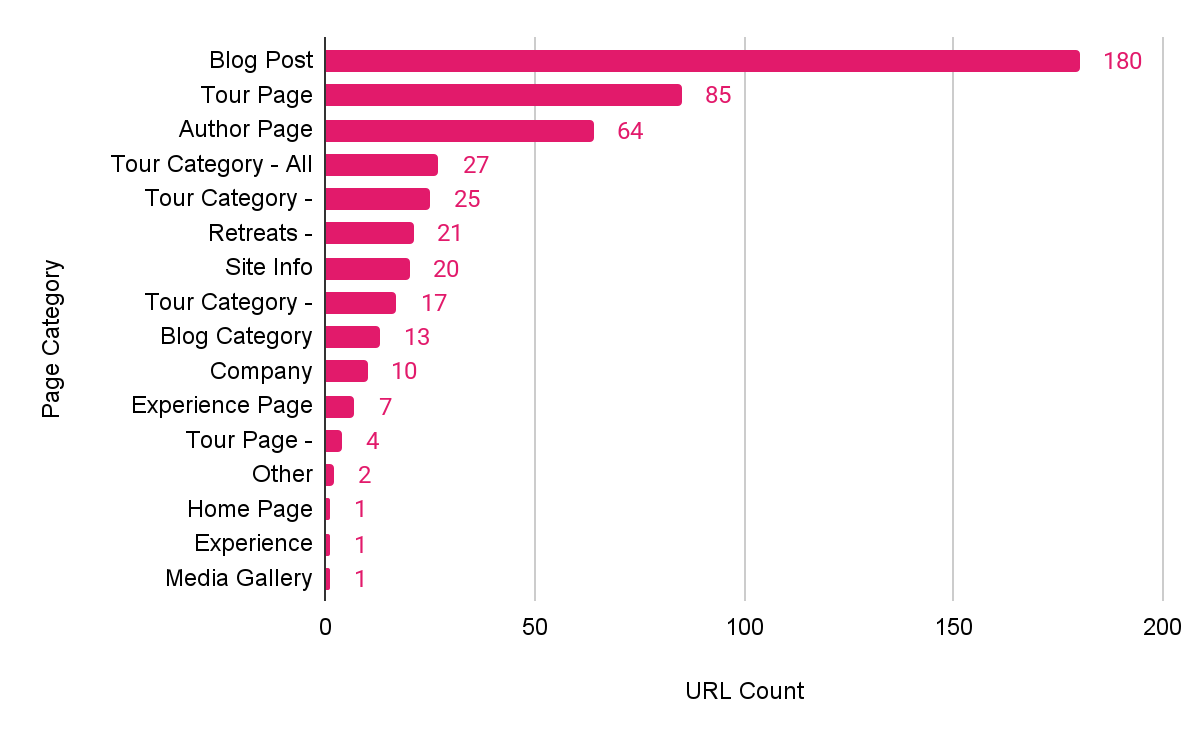 Blog Post 180
Tour Page 85
Author Page 64
Tour Category - All 27
Tour Category - 25
Retreats - 21
Site Info 20
Tour Category - 17
Blog Category 13
Company 10
Experience Page 7
Tour Page - 4
Other 2
Home Page 1
Experience 1
Media Gallery 1
0 50 100 150 200
URL Count
Page Category